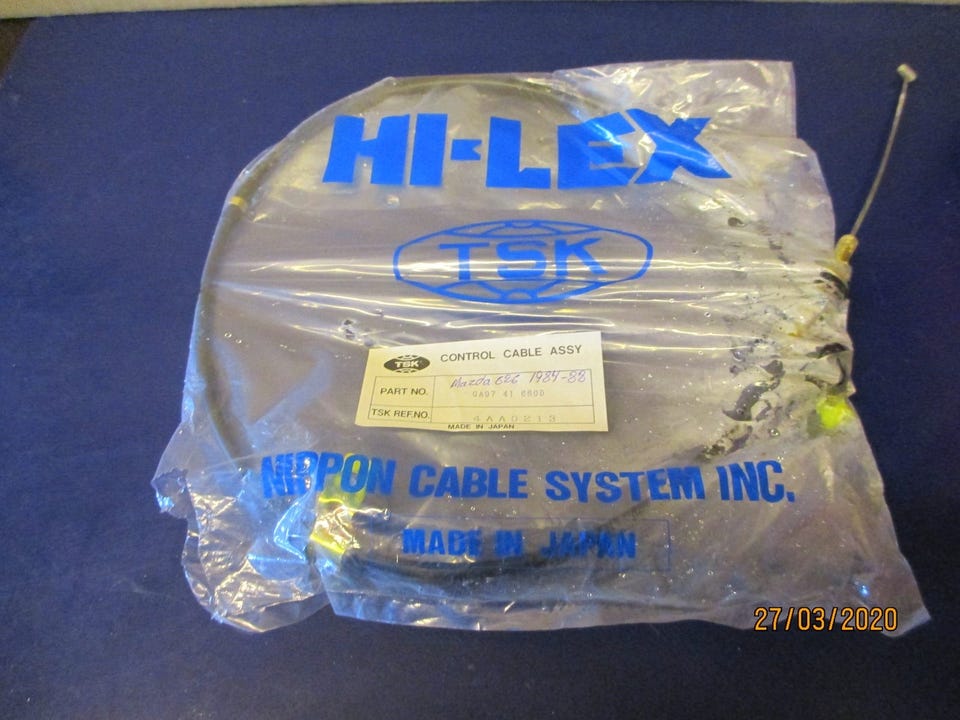 HI-LEX
TSK
TSK
CONTROL CABLE ASSY
Mazda 626 1984-88
PART NO.
TSK REF.NO.
4AA0213
MADE IN JAPAN
NIPPON CABLE SYSTEM INC.
MADE IN JAPAN
27/03/2020